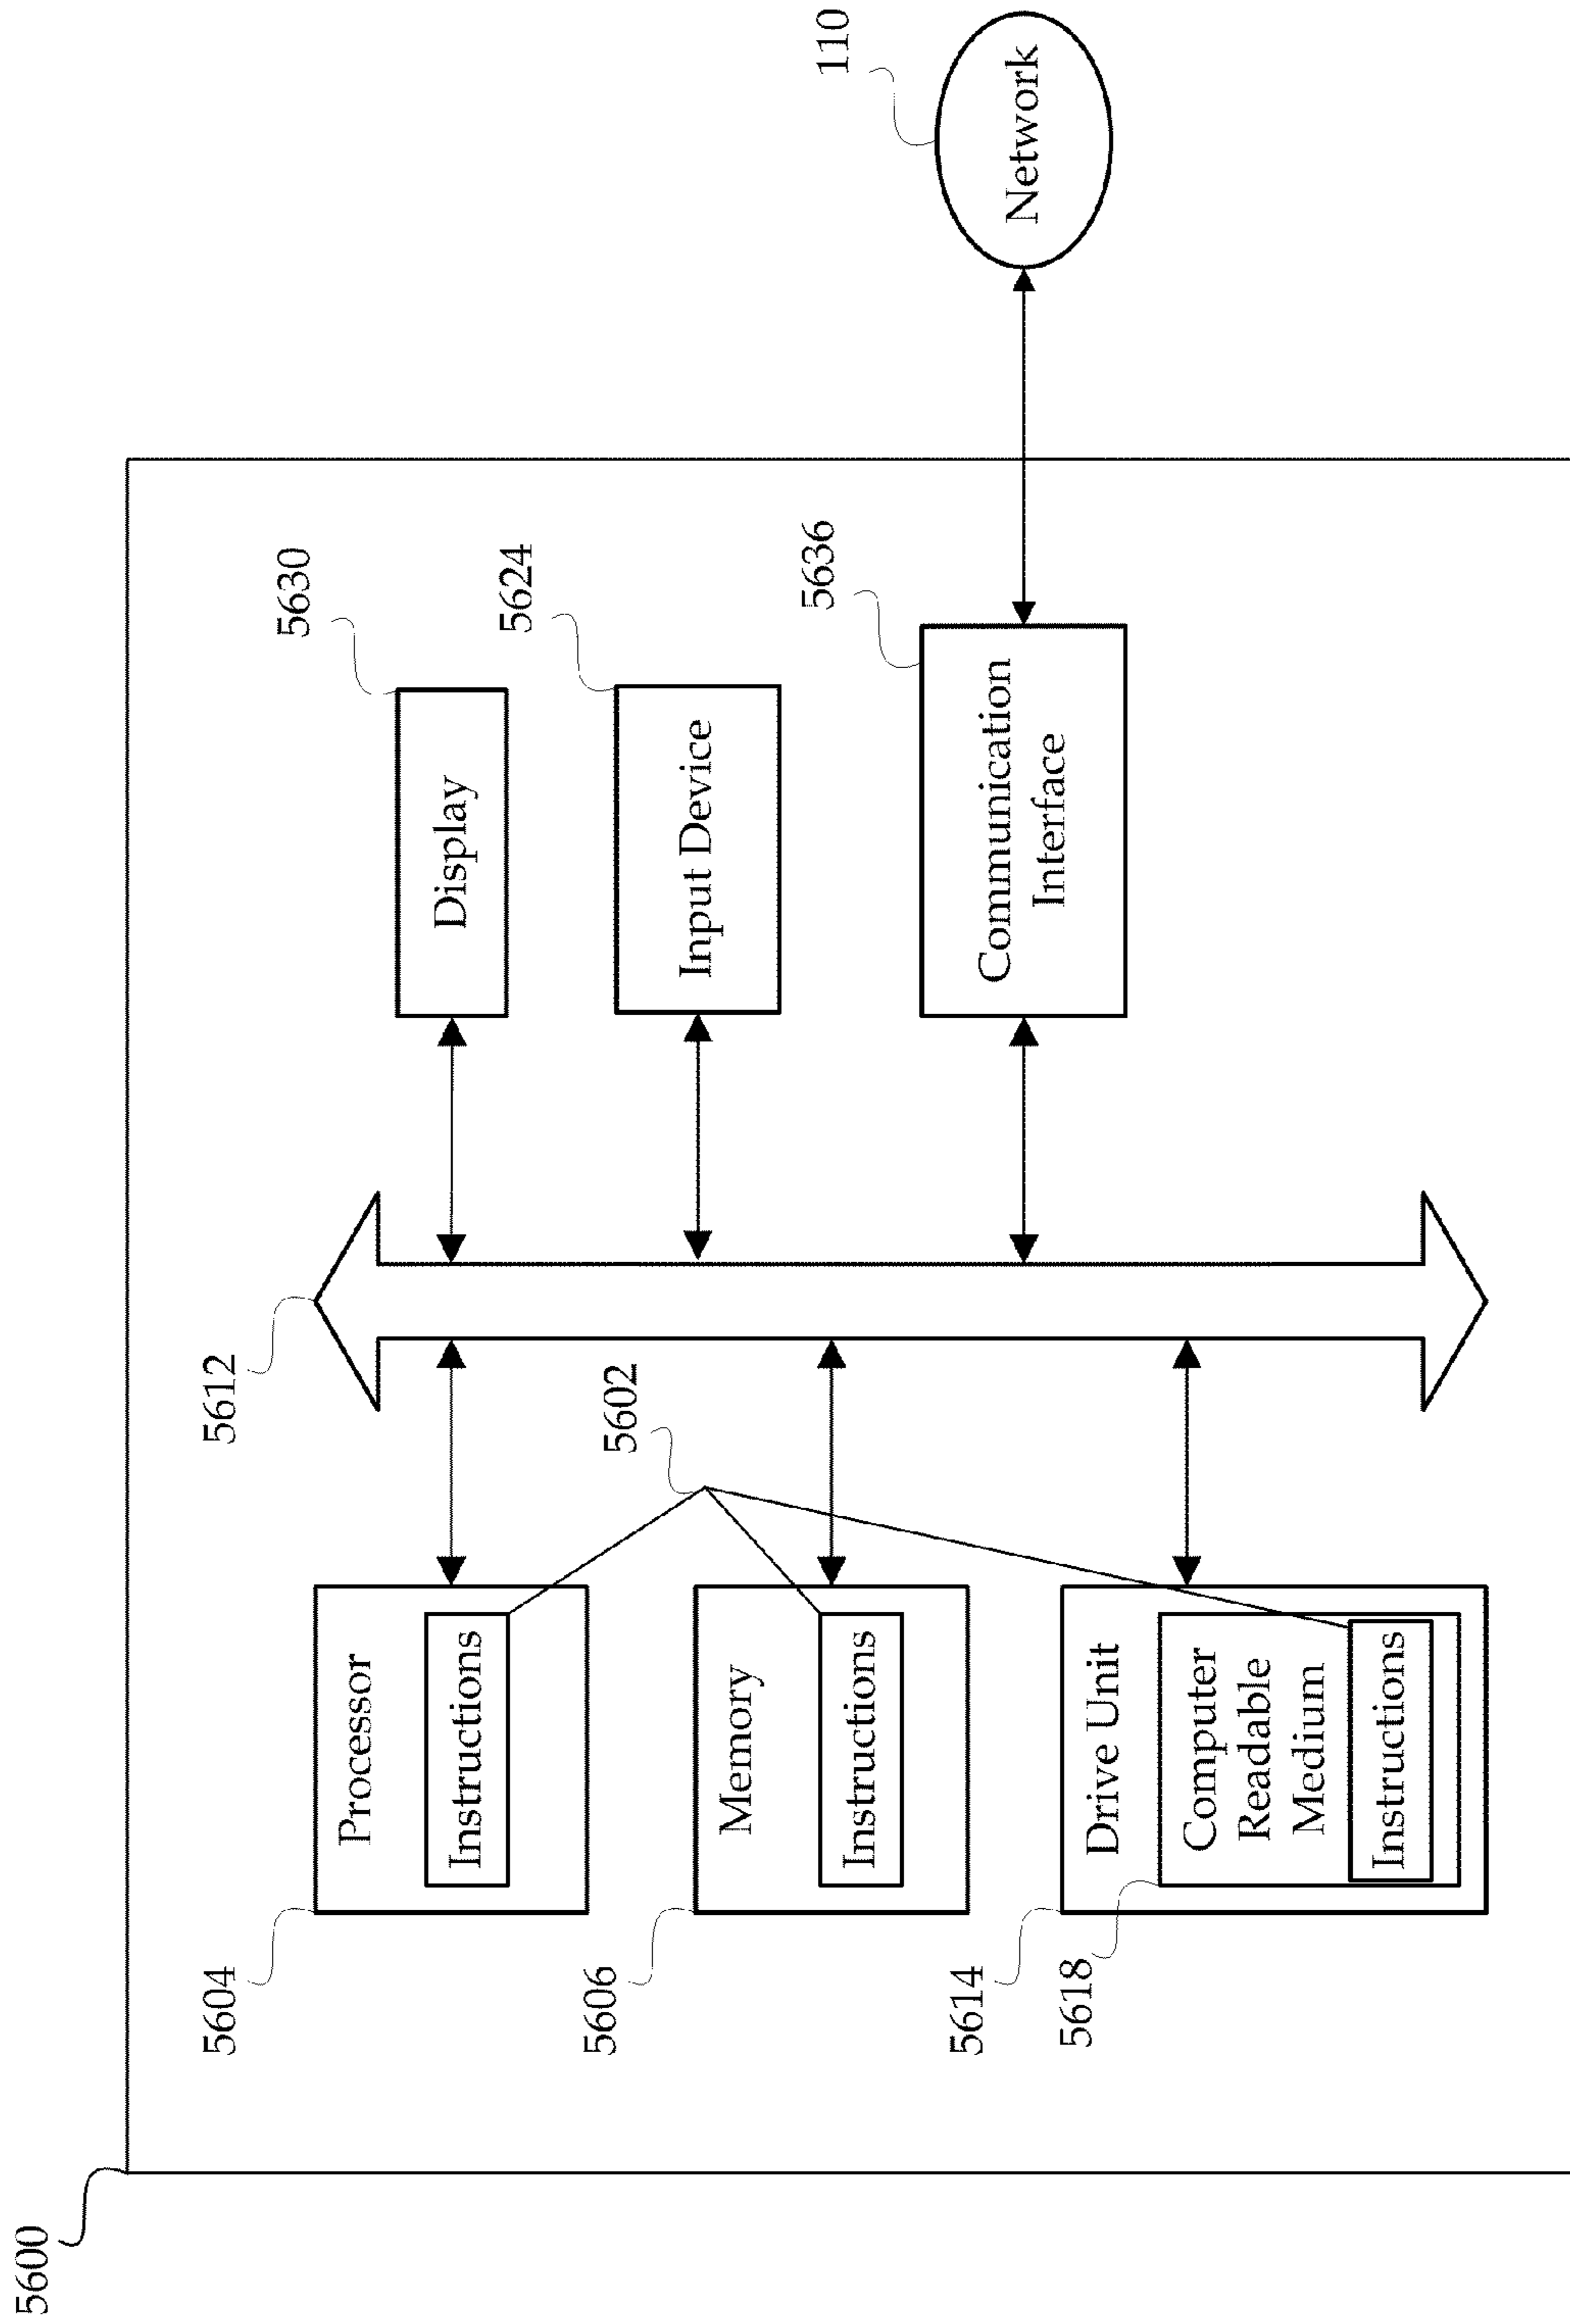 5600
5604
Processor
Instructions
5606
Memory
Instructions
5614
Drive Unit
5618
Computer
Readable
Medium
Instructions
5602
5612
5630
Display
5624
Input Device
5636
Communication
Interface
110
Network